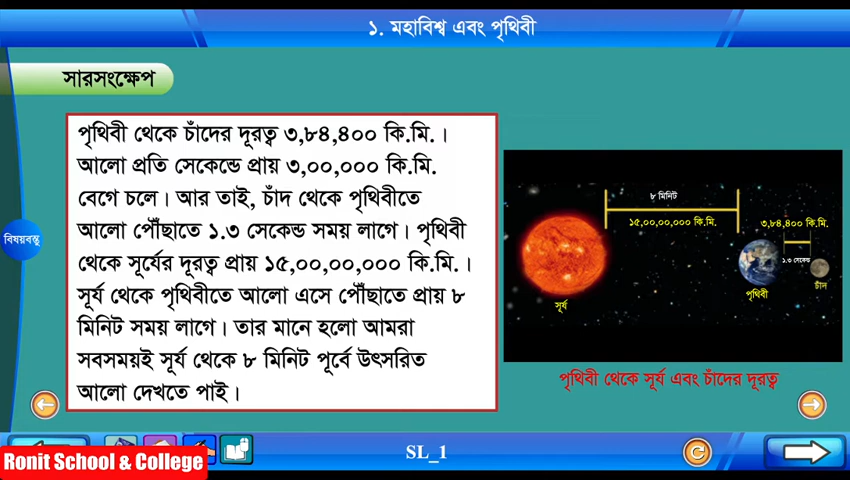 ১. মহাবিশ্ব এবং পৃথিবী
সারসংক্ষেপ
পৃথিবী থেকে চাঁদের দূরত্ব ৩,৮৪,৪০০ কি.মি.।
আলো প্রতি সেকেন্ডে প্রায় ৩,০০,০০০ কি.মি.
বেগে চলে। আর তাই, চাঁদ থেকে পৃথিবীতে
আলো পৌঁছাতে ১.৩ সেকেন্ড সময় লাগে। পৃথিবী
থেকে সূর্যের দূরত্ব প্রায় ১৫,০০,০০,০০০ কি.মি.।
সূর্য থেকে পৃথিবীতে আলো এসে পৌঁছাতে প্রায় ৮
মিনিট সময় লাগে। তার মানে হলো আমরা
সবসময়ই সূর্য থেকে ৮ মিনিট পূর্বে উৎসরিত
আলো দেখতে পাই।
৮ মিনিট
১৫,০০,০০,০০০ কি.মি.
৩,৮৪,৪০০ কি.মি.
১.৩ সেকেন্ড
সূর্য
পৃথিবী
চাঁদ
পৃথিবী থেকে সূর্য এবং চাঁদের দূরত্ব
বিষয়বস্তু
SL_1
Ronit School & College